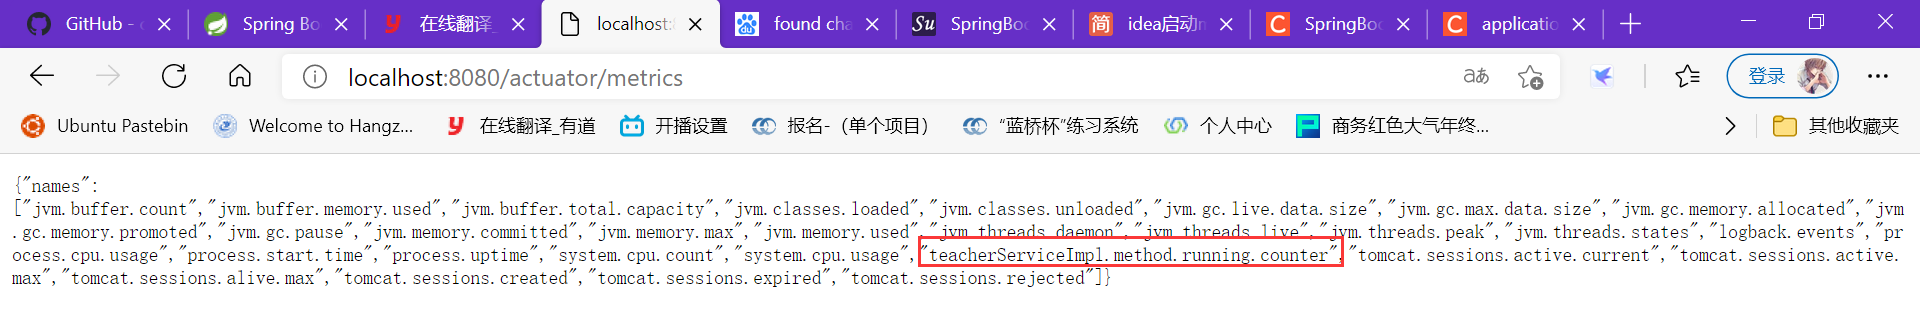 GitHub - c
Spring Bo
在线翻译_
localhost:8
found cha
SpringBoo
idea启动m
SpringBoo
applicatio
localhost:8080/actuator/metrics
aあ
登录
Ubuntu Pastebin
Welcome to Hangz...
在线翻译_有道
开播设置
报名-（单个项目）
“蓝桥杯”练习系统
个人中心
商务红色大气年终...
其他收藏夹
{"names":
["jvm.buffer.count","jvm.buffer.memory.used","jvm.buffer.total.capacity","jvm.classes.loaded","jvm.classes.unloaded","jvm.gc.live.data.size","jvm.gc.max.data.size","jvm.gc.memory.allocated","jvm
.gc.memory.promoted","jvm.gc.pause","jvm.memory.committed","jvm.memory.max","jvm.memory.used","jvm.threads.daemon","jvm.threads.live","jvm.threads.peak","jvm.threads.states","logback.events","pr
ocess.cpu.usage","process.start.time","process.uptime","system.cpu.count","system.cpu.usage","teacherServiceImpl.method.running.counter","tomcat.sessions.active.current","tomcat.sessions.active.
max","tomcat.sessions.alive.max","tomcat.sessions.created","tomcat.sessions.expired","tomcat.sessions.rejected"]}